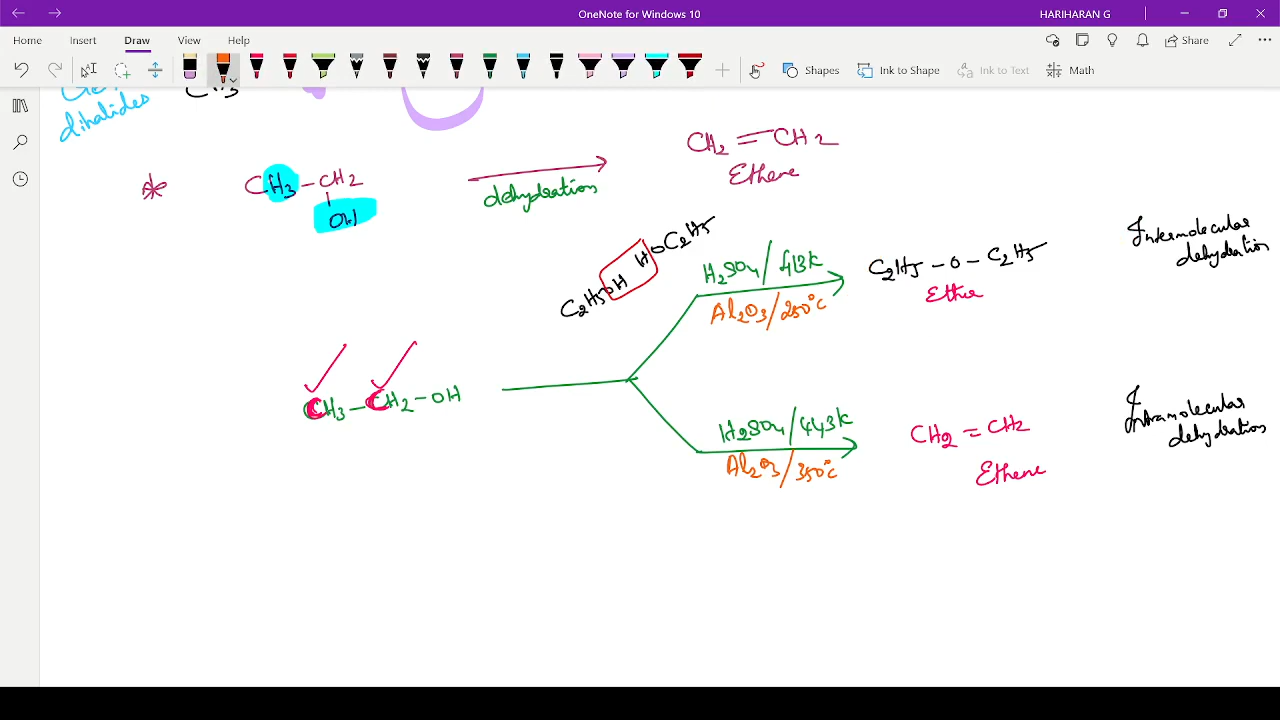 OneNote for Windows 10
HARIHARAN G
Home Insert Draw View Help
Share
Shapes Ink to Shape Ink to Text Math
dihalides
CH3
* CH3 - CH2
OH
dehydration
CH2 = CH2
Ethene
C2H5OH HOC2H5
H2SO4 / 413K
Al2O3 / 250°C
C2H5 - O - C2H5
Ether
Intermolecular
dehydration
CH3 - CH2 - OH
H2SO4 / 443K
Al2O3 / 350°C
CH2 = CH2
Ethene
Intramolecular
dehydration